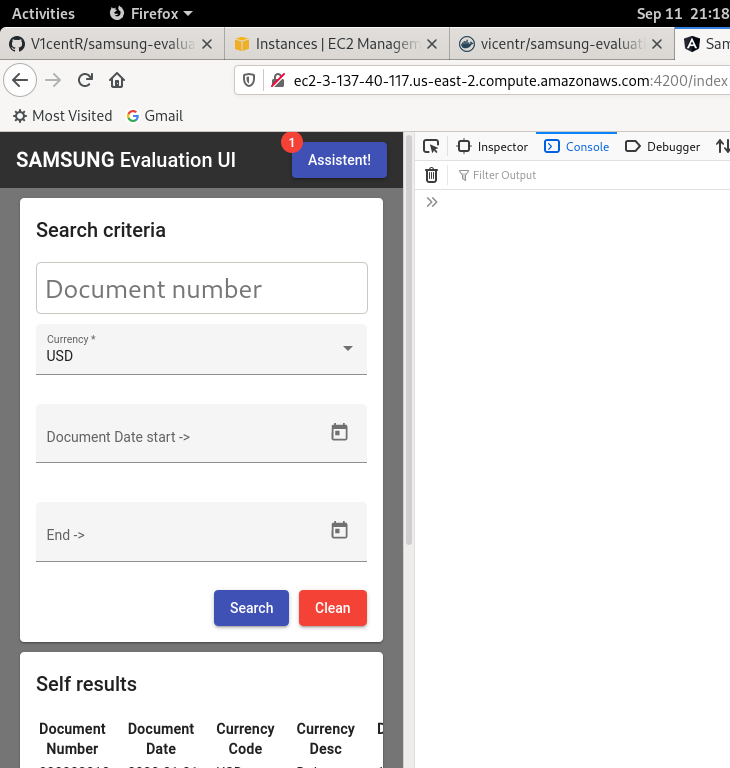 Activities Firefox Sep 11 21:18
V1centR/samsung-evalua Instances | EC2 Managem vicentr/samsung-evaluat Sam
ec2-3-137-40-117.us-east-2.compute.amazonaws.com:4200/index
Most Visited Gmail
SAMSUNG Evaluation UI 1 Assistent!
Inspector Console Debugger
Filter Output
Search criteria
Document number
Currency *
USD
Document Date start ->
End ->
Search Clean
Self results
Document Document Currency Currency
Number Date Code Desc